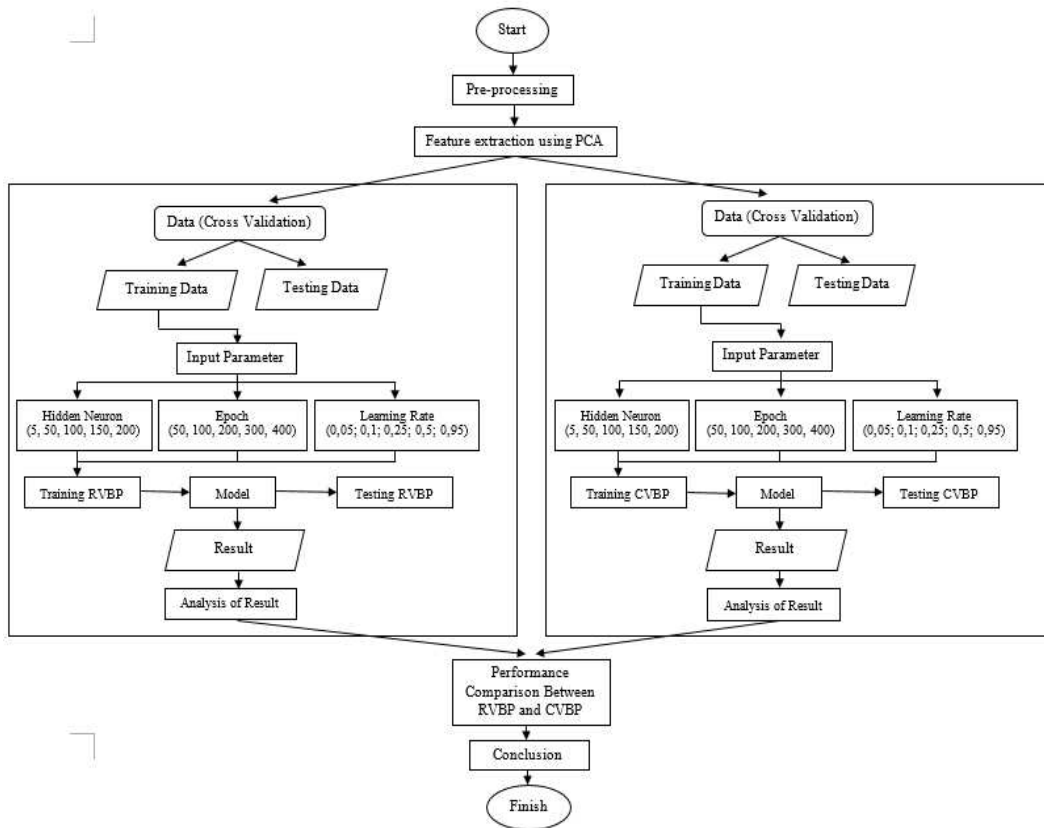 Start
Pre-processing
Feature extraction using PCA
Data (Cross Validation)
Training Data
Testing Data
Input Parameter
Hidden Neuron
(5, 50, 100, 150, 200)
Epoch
(50, 100, 200, 300, 400)
Learning Rate
(0,05; 0,1; 0,25; 0,5; 0,95)
Training RVBP
Model
Testing RVBP
Result
Analysis of Result
Data (Cross Validation)
Training Data
Testing Data
Input Parameter
Hidden Neuron
(5, 50, 100, 150, 200)
Epoch
(50, 100, 200, 300, 400)
Learning Rate
(0,05; 0,1; 0,25; 0,5; 0,95)
Training CVBP
Model
Testing CVBP
Result
Analysis of Result
Performance
Comparison Between
RVBP and CVBP
Conclusion
Finish